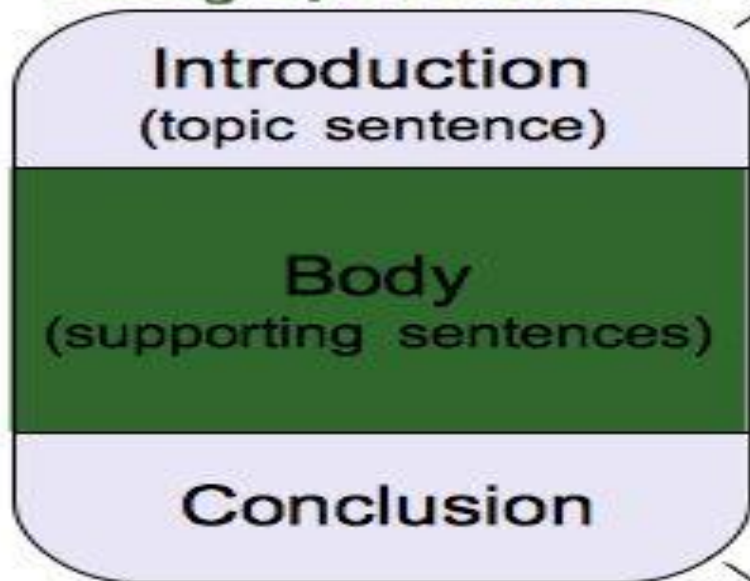 Introduction
(topic sentence)
Body
(supporting sentences)
Conclusion